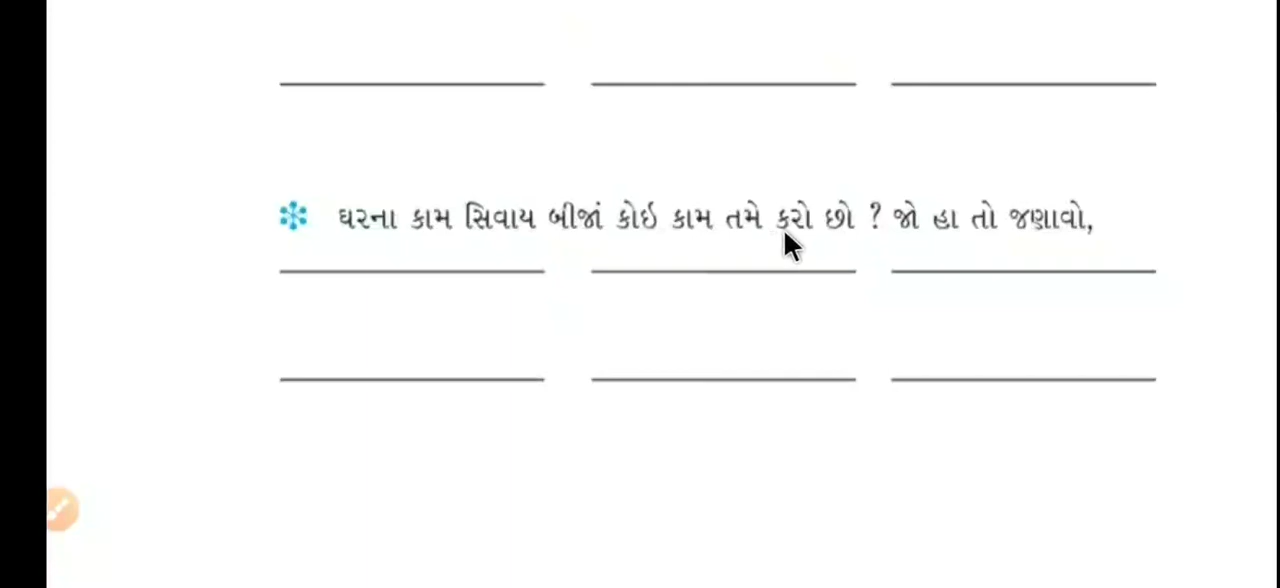 ઘરના કામ સિવાય બીજાં કોઇ કામ તમે કરો છો ? જો હા તો જણાવો,